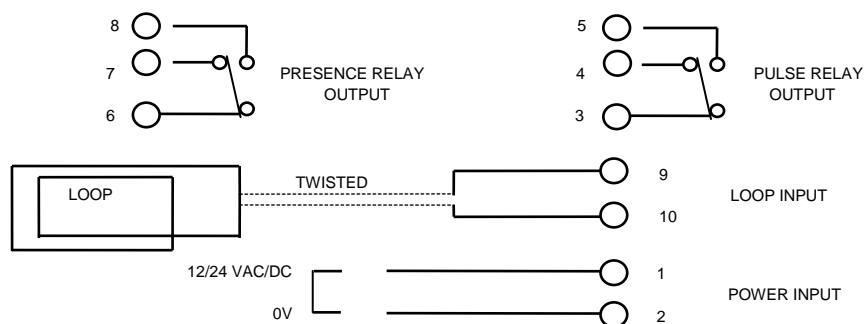 8
7
6
PRESENCE RELAY
OUTPUT
5
4
3
PULSE RELAY
OUTPUT
LOOP
TWISTED
9
10
LOOP INPUT
12/24 VAC/DC
0V
1
2
POWER INPUT